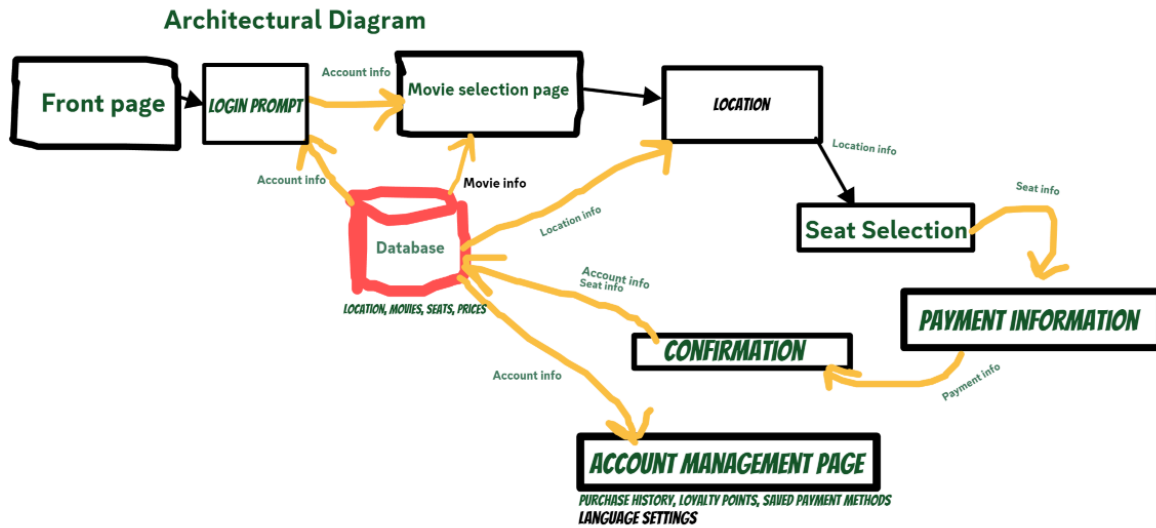 Architectural Diagram
Front page
LOGIN PROMPT
Account info
Movie selection page
LOCATION
Location info
Account info
Movie info
Location info
Seat info
Database
Seat Selection
LOCATION, MOVIES, SEATS, PRICES
Account info
Seat info
PAYMENT INFORMATION
CONFIRMATION
Account info
Payment info
ACCOUNT MANAGEMENT PAGE
PURCHASE HISTORY, LOYALTY POINTS, SAVED PAYMENT METHODS
LANGUAGE SETTINGS